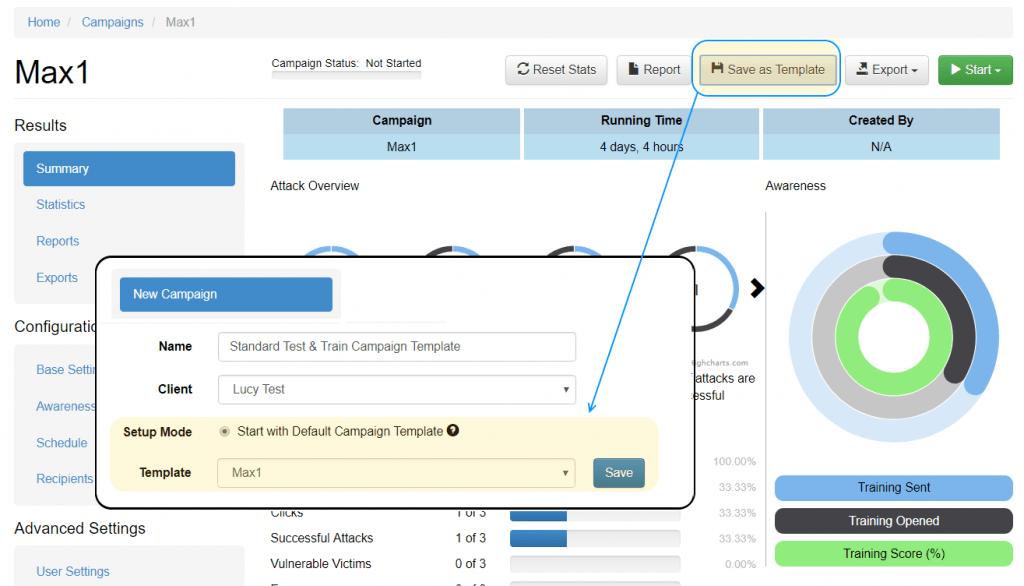 Home / Campaigns / Max1
Max1
Campaign Status: Not Started
Reset Stats
Report
Save as Template
Export
Start
Results
Summary
Statistics
Reports
Exports
Configuratio
Base Settin
Awareness
Schedule
Recipients
Advanced Settings
User Settings
Campaign Running Time Created By
Max1 4 days, 4 hours N/A
Attack Overview
Awareness
New Campaign
Name Standard Test & Train Campaign Template
Client Lucy Test
Setup Mode Start with Default Campaign Template
Template Max1 Save
ighcharts.com
attacks are
essful
100.00%
33.33%
Clicks 1 of 3 33.33%
Successful Attacks 1 of 3 33.33%
Vulnerable Victims 0 of 3 0.00%
Training Sent
Training Opened
Training Score (%)